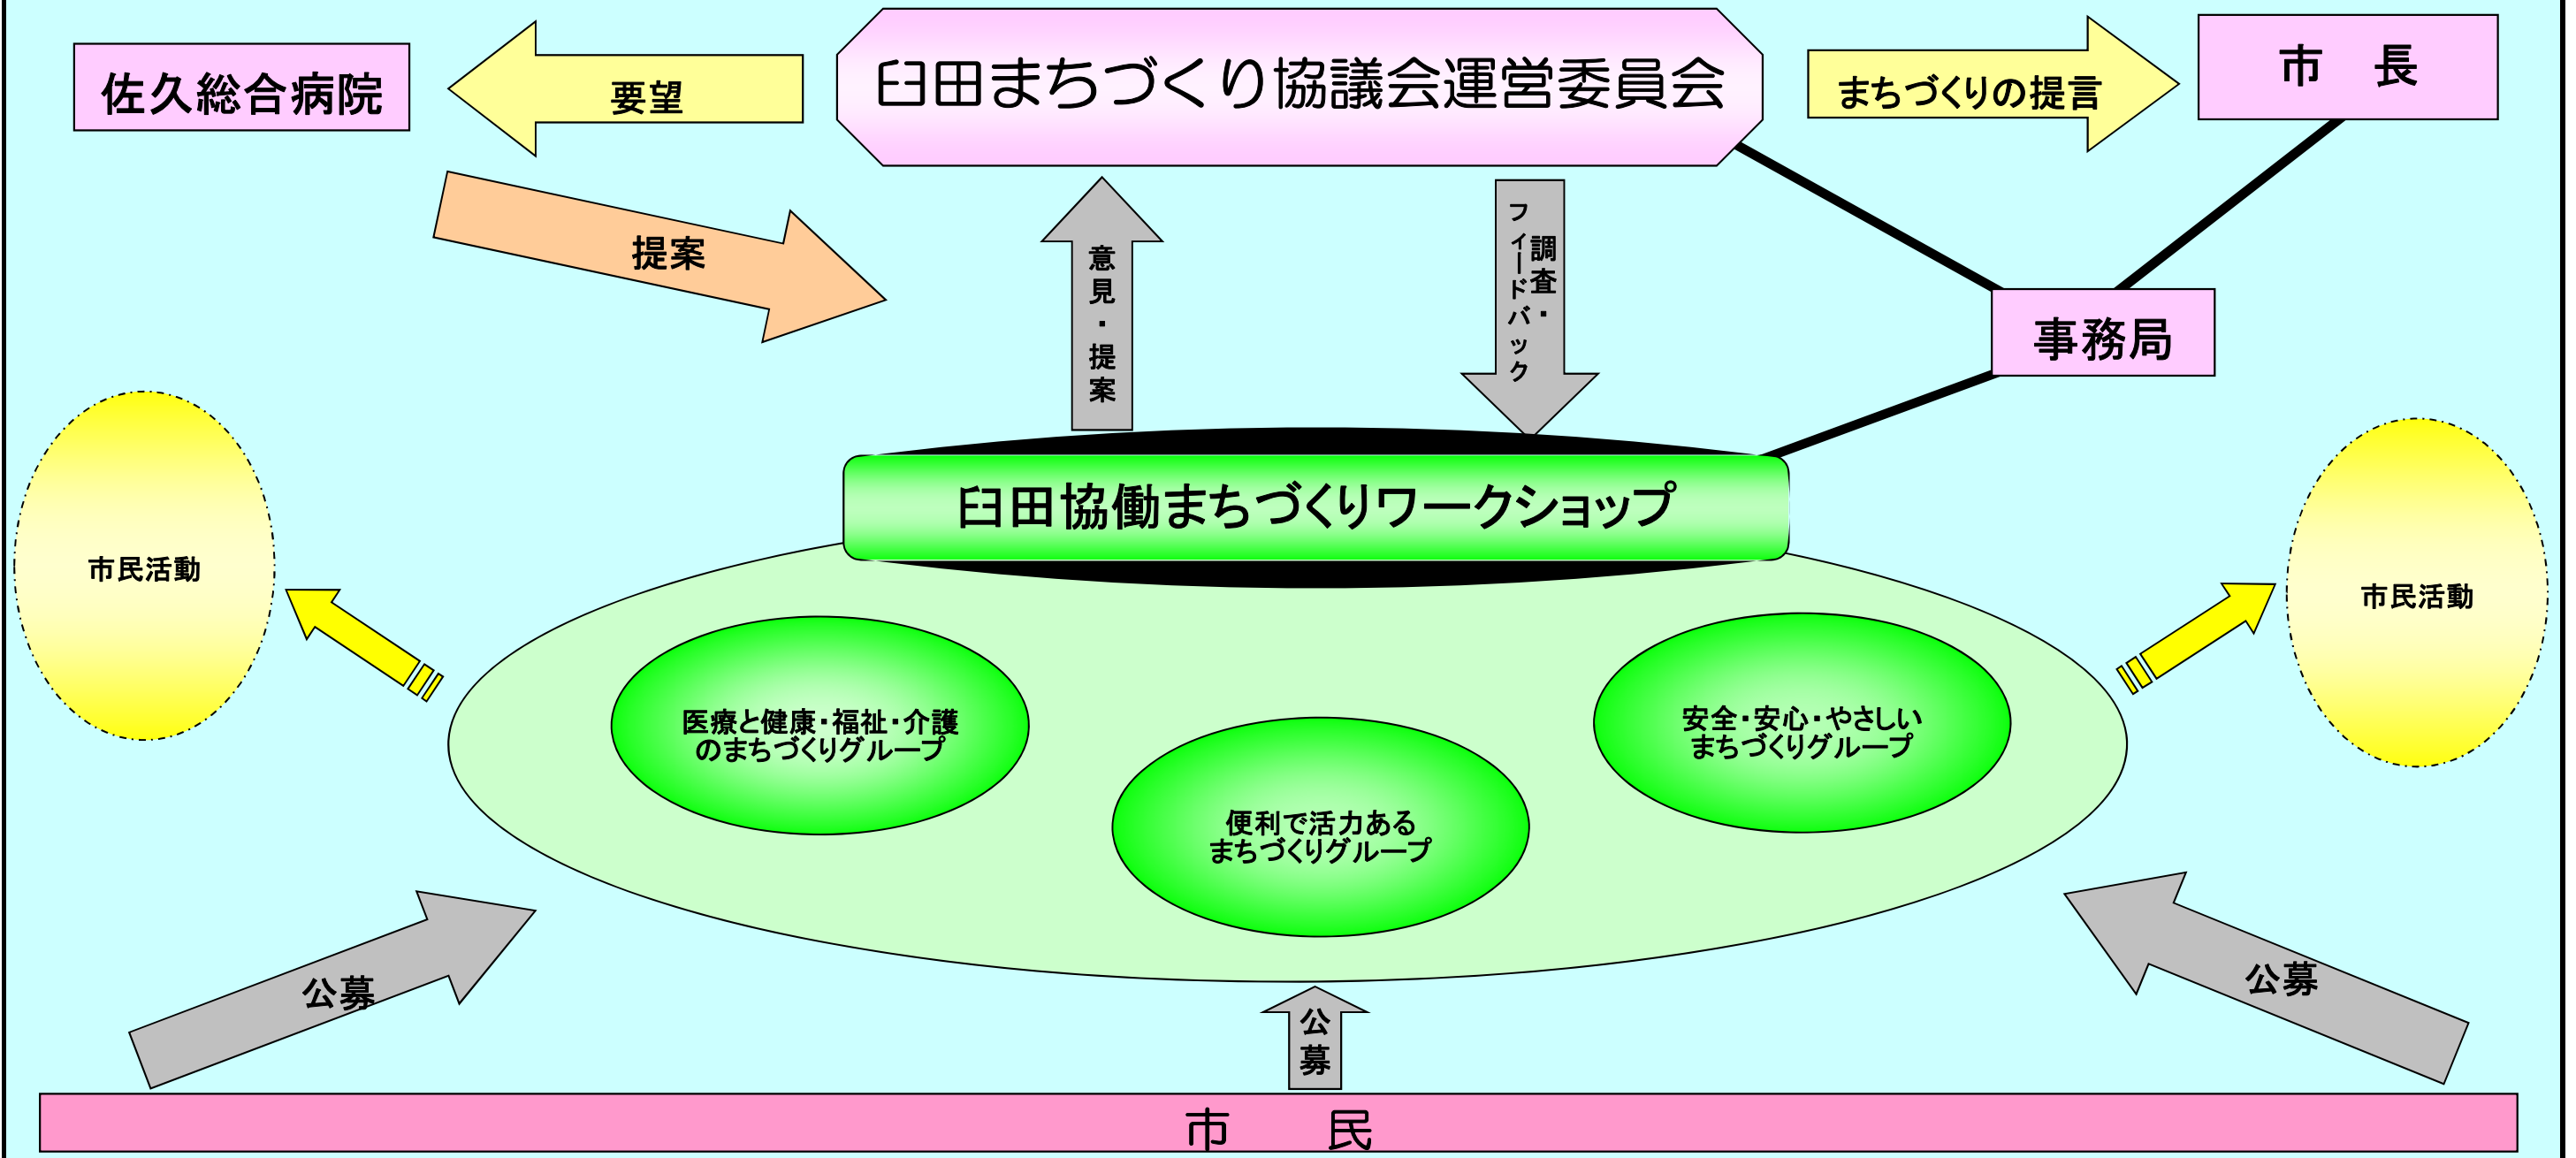 佐久総合病院
要望
臼田まちづくり協議会運営委員会
まちづくりの提言
市　長
提案
意見・提案
調査・
フィードバック
事務局
臼田協働まちづくりワークショップ
市民活動
市民活動
医療と健康・福祉・介護
のまちづくりグループ
安全・安心・やさしい
まちづくりグループ
便利で活力ある
まちづくりグループ
公募
公募
公募
市　　民